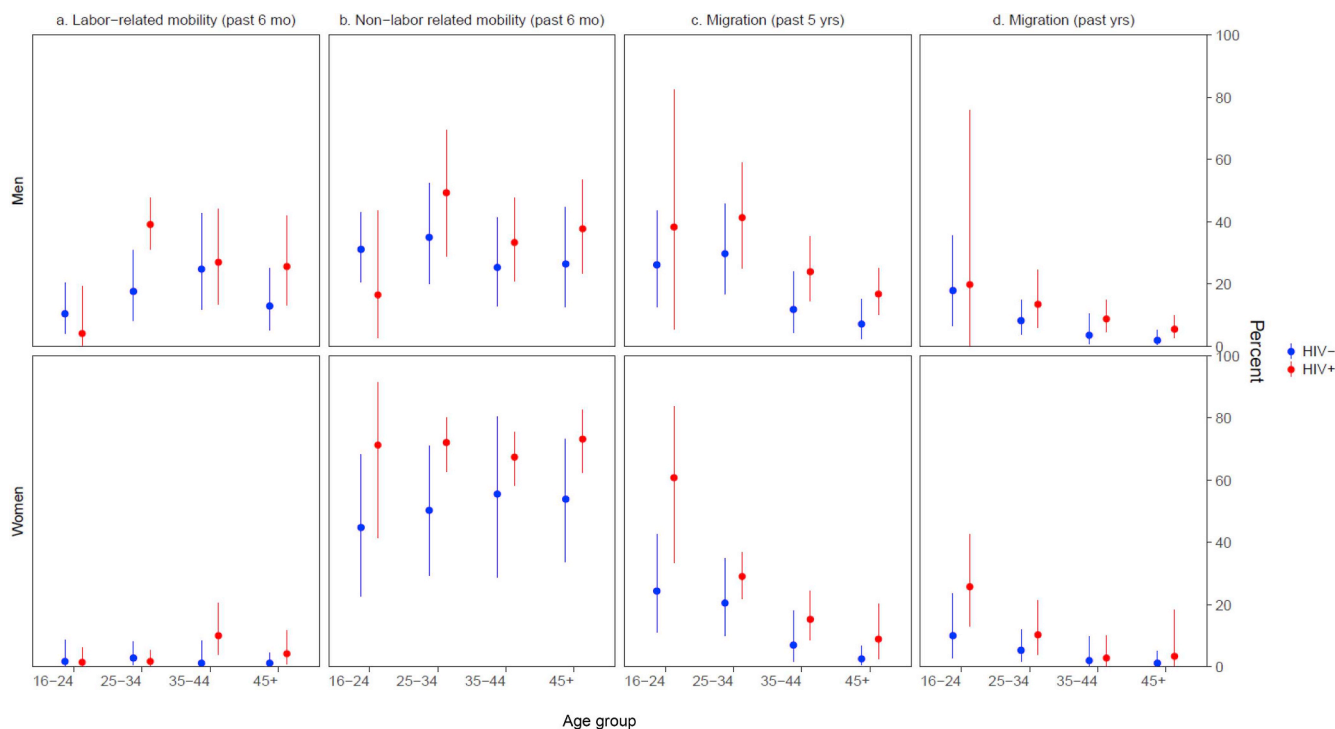 a. Labor-related mobility (past 6 mo) b. Non-labor related mobility (past 6 mo) c. Migration (past 5 yrs) d. Migration (past yrs)
Men
100
80
60
40
20
0
Women
100
80
60
40
20
0
Percent
HIV−
HIV+
16−24 25−34 35−44 45+ 16−24 25−34 35−44 45+ 16−24 25−34 35−44 45+ 16−24 25−34 35−44 45+
Age group